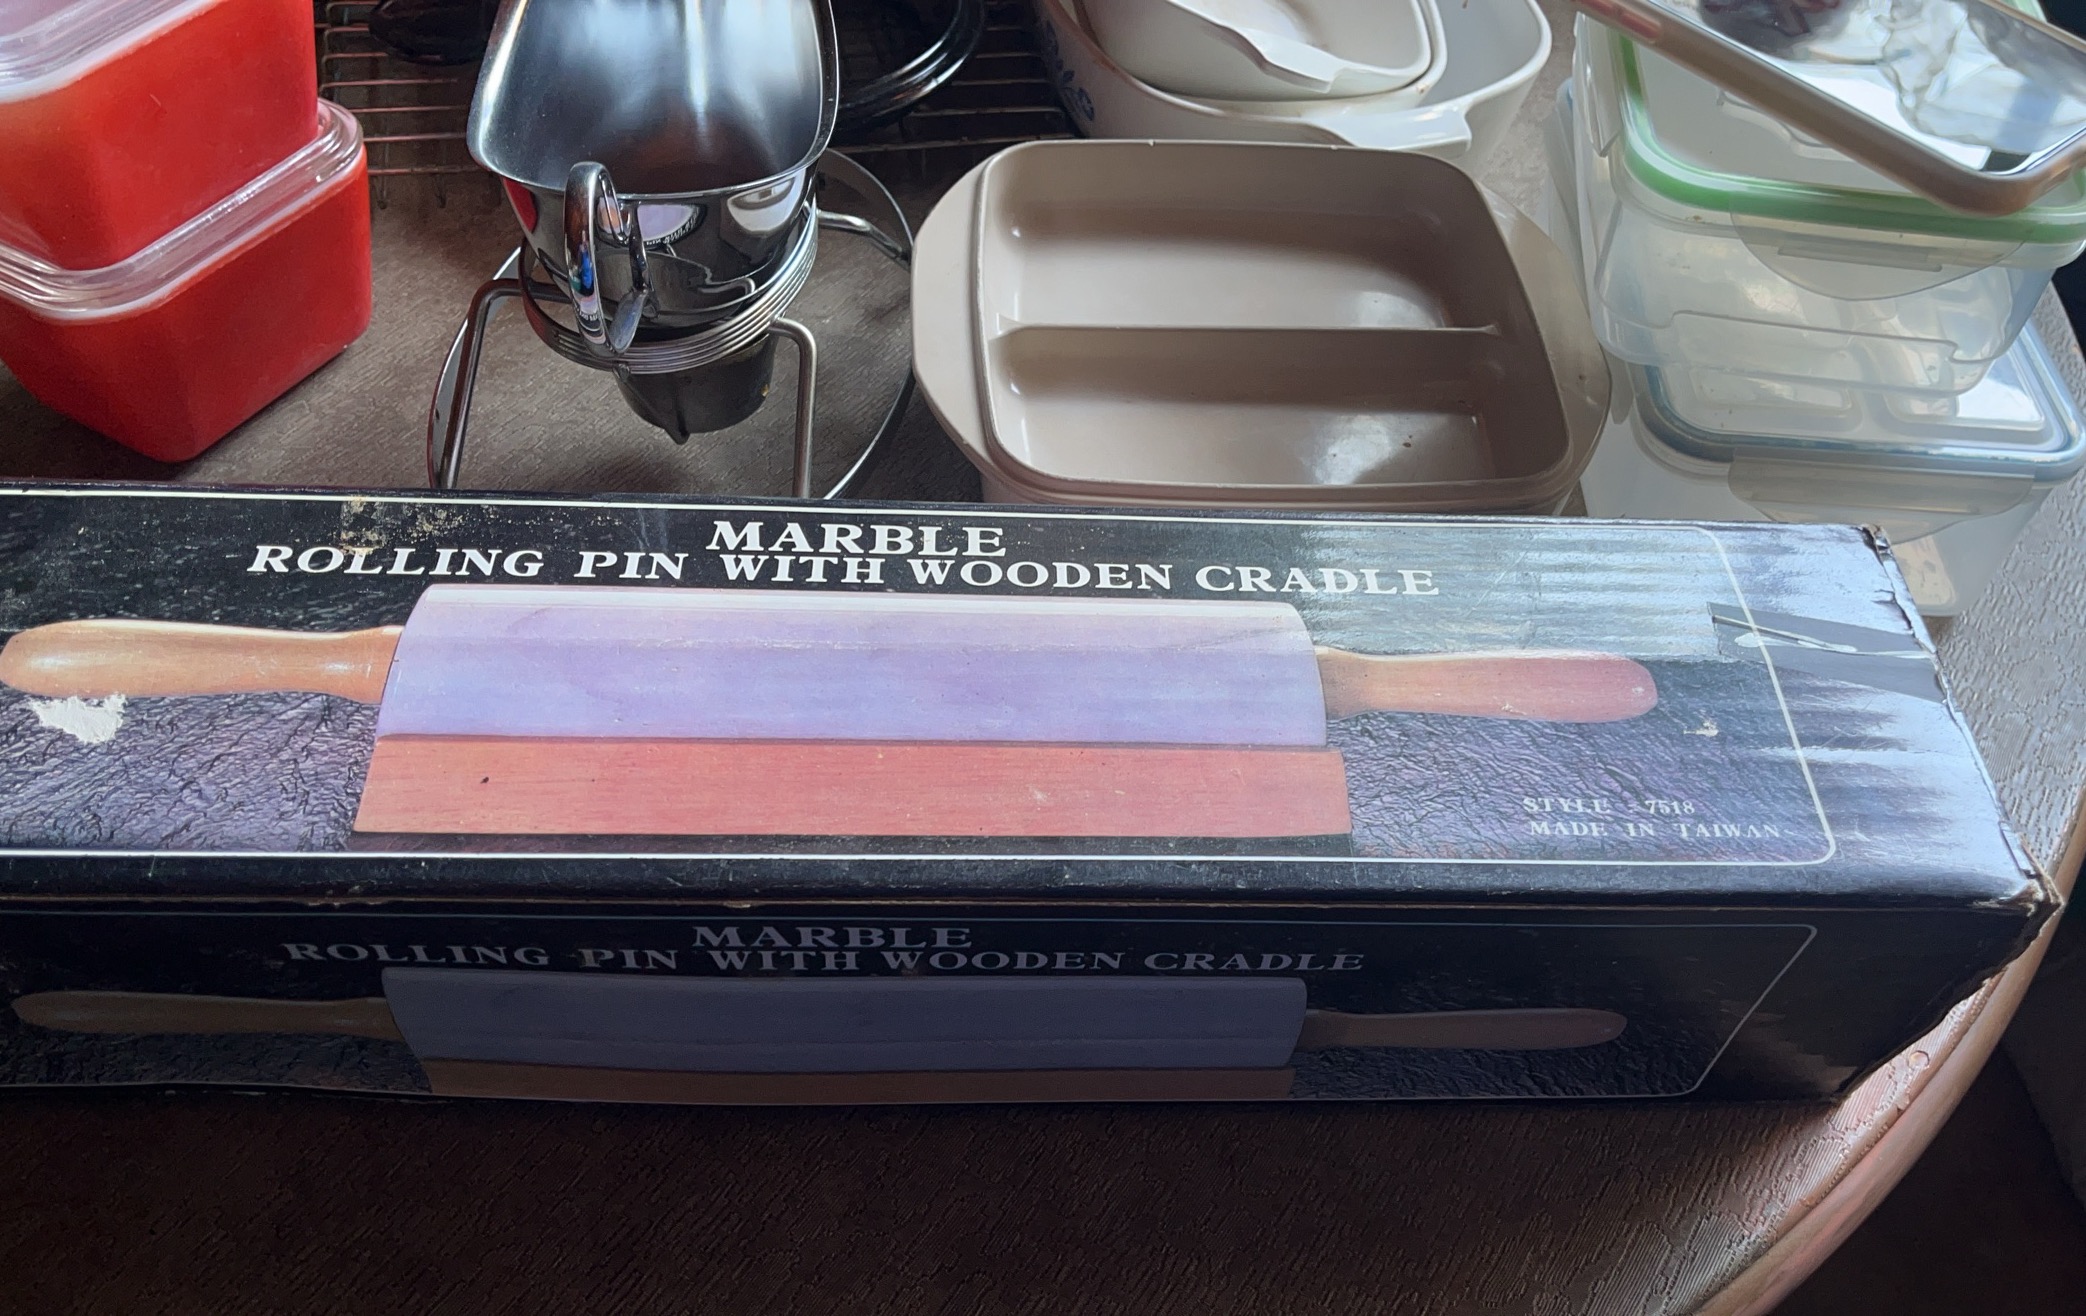 MARBLE
ROLLING PIN WITH WOODEN CRADLE
STYLE 7518
MADE IN TAIWAN
MARBLE
ROLLING PIN WITH WOODEN CRADLE